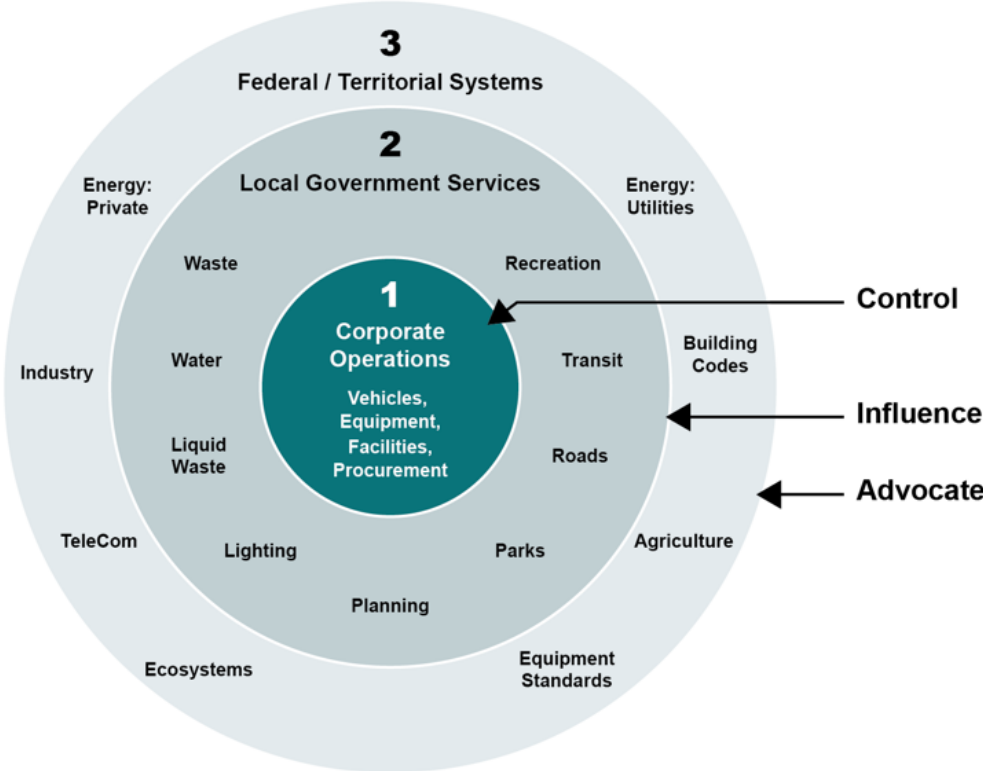 3
Federal / Territorial Systems
2
Local Government Services
Energy:
Private
Energy:
Utilities
Waste
Recreation
1
Corporate
Operations
Vehicles,
Equipment,
Facilities,
Procurement
Control
Industry
Water
Transit
Building
Codes
Influence
Liquid
Waste
Roads
Advocate
TeleCom
Lighting
Parks
Agriculture
Planning
Ecosystems
Equipment
Standards